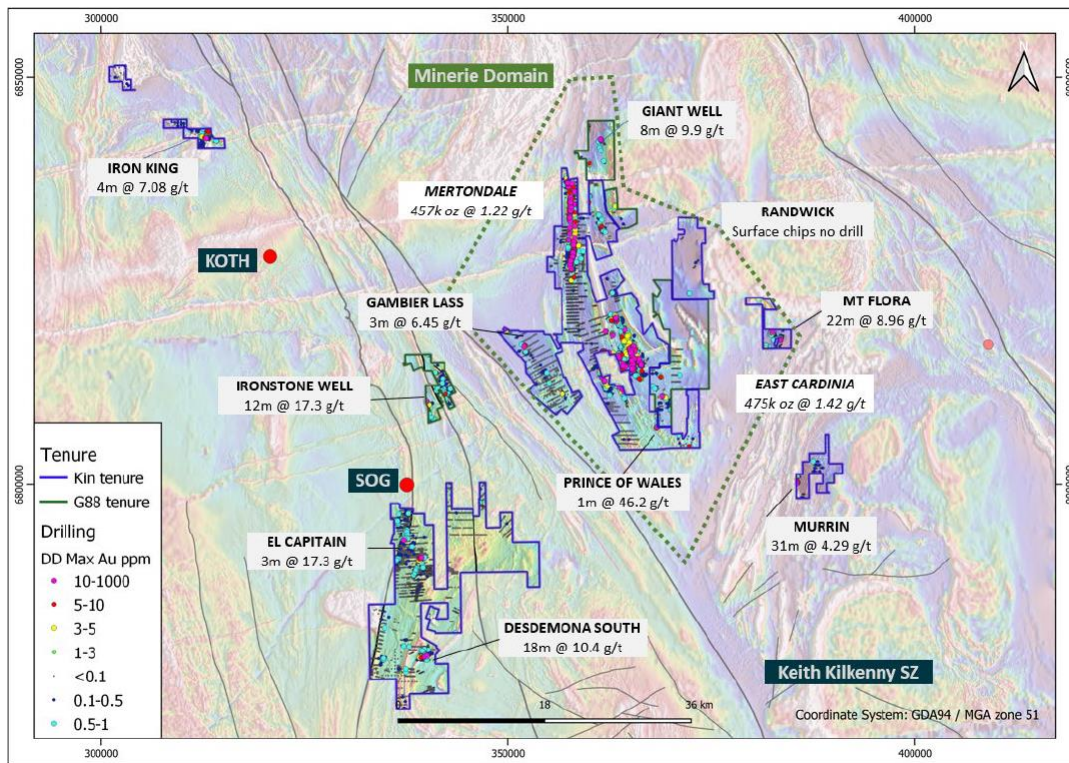 300000
350000
400000
6850000
Minerie Domain
GIANT WELL
8m @ 9.9 g/t
IRON KING
4m @ 7.08 g/t
MERTONDALE
457k oz @ 1.22 g/t
RANDWICK
Surface chips no drill
KOTH
GAMBIER LASS
3m @ 6.45 g/t
MT FLORA
22m @ 8.96 g/t
IRONSTONE WELL
12m @ 17.3 g/t
EAST CARDINIA
475k oz @ 1.42 g/t
Tenure
Kin tenure
G88 tenure
Drilling
DD Max Au ppm
10-1000
5-10
3-5
1-3
<0.1
0.1-0.5
0.5-1
SOG
6800000
PRINCE OF WALES
1m @ 46.2 g/t
EL CAPITAIN
3m @ 17.3 g/t
MURRIN
31m @ 4.29 g/t
DESDEMONA SOUTH
18m @ 10.4 g/t
Keith Kilkenny SZ
18
36 km
Coordinate System: GDA94 / MGA zone 51
300000
350000
400000